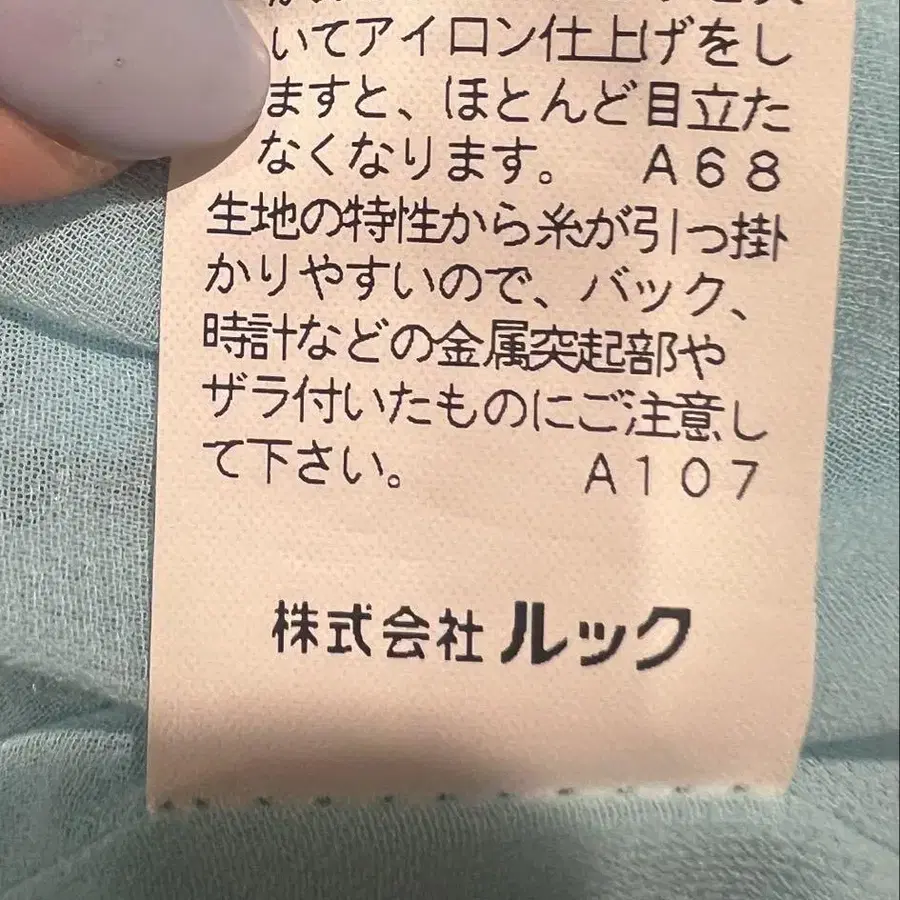 いてアイロン仕上げをし
ますと、ほとんど目立た
なくなります。 A68
生地の特性から糸が引っ掛
かりやすいので、バック、
時計などの金属突起部や
ザラ付いたものにご注意し
て下さい。 A107
株式会社ルック